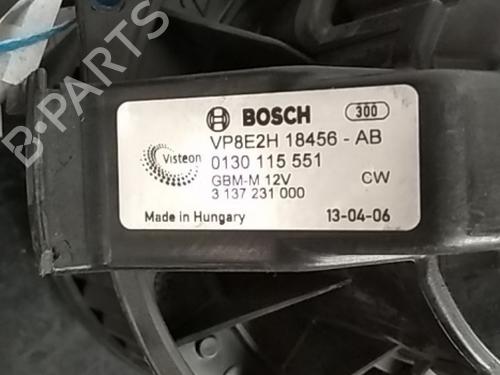 BOSCH 300
VP8E2H 18456 - AB
Visteon 0130 115 551
GBM-M 12V CW
3 137 231 000
Made in Hungary 13-04-06
B-PARTS